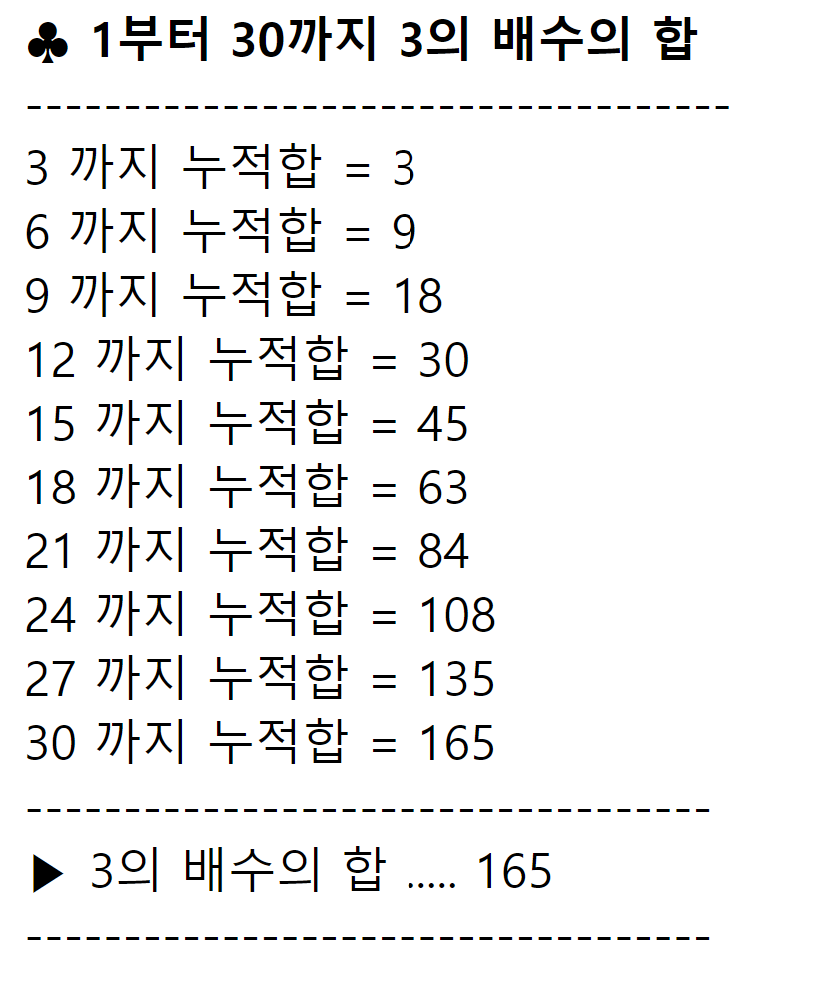 ♣ 1부터 30까지 3의 배수의 합
------------------------------------
3 까지 누적합 = 3
6 까지 누적합 = 9
9 까지 누적합 = 18
12 까지 누적합 = 30
15 까지 누적합 = 45
18 까지 누적합 = 63
21 까지 누적합 = 84
24 까지 누적합 = 108
27 까지 누적합 = 135
30 까지 누적합 = 165
-----------------------------------
▶ 3의 배수의 합 ..... 165
-----------------------------------